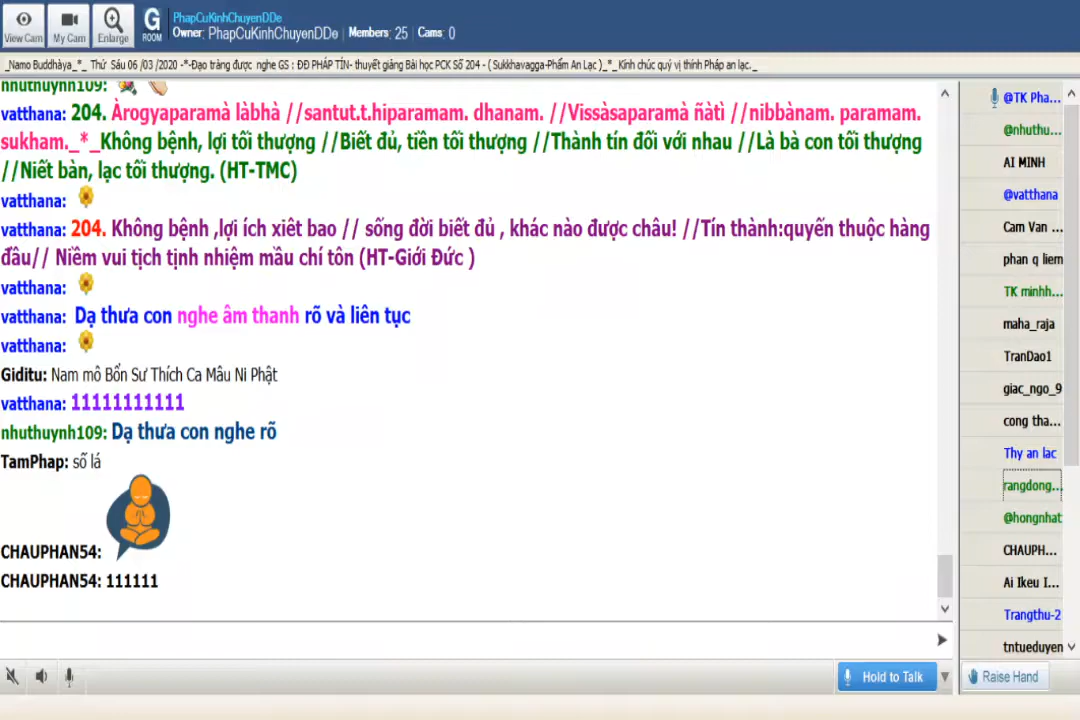 PhapCuKinhChuyenDDe
View Cam My Cam Enlarge G ROOM Owner: PhapCuKinhChuyenDDe | Members: 25 | Cams: 0
_Namo Buddhàya_*_ Thứ Sáu 06 /03 /2020 -*-Đạo tràng được nghe GS : ĐĐ PHÁP TÍN- thuyết giảng Bài học PCK Số 204 - ( Sukkhavagga-Phẩm An Lạc )_*_Kính chúc quý vị thính Pháp an lạc._
nhuthuynh109:
vatthana: 204. Àrogyaparamà làbhà //santut.t.hiparamam. dhanam. //Vissàsaparamà ñàtì //nibbànam. paramam.
sukham._*_Không bệnh, lợi tối thượng //Biết đủ, tiền tối thượng //Thành tín đối với nhau //Là bà con tối thượng
//Niết bàn, lạc tối thượng. (HT-TMC)
vatthana:
vatthana: 204. Không bệnh ,lợi ích xiêt bao // sống đời biết đủ , khác nào được châu! //Tín thành:quyến thuộc hàng
đầu// Niềm vui tịch tịnh nhiệm mầu chí tôn (HT-Giới Đức )
vatthana:
vatthana: Dạ thưa con nghe âm thanh rõ và liên tục
vatthana:
Giditu: Nam mô Bổn Sư Thích Ca Mâu Ni Phật
vatthana: 11111111111
nhuthuynh109: Dạ thưa con nghe rõ
TamPhap: số lá
CHAUPHAN54:
CHAUPHAN54: 111111
@TK Pha...
@nhuthu...
AI MINH
@vatthana
Cam Van ...
phan q liem
TK minhh...
maha_raja
TranDao1
giac_ngo_9
cong tha...
Thy an lac
rangdong...
@hongnhat
CHAUPH...
Ai Ikeu I...
Trangthu-2
tntueduyen
Hold to Talk
Raise Hand